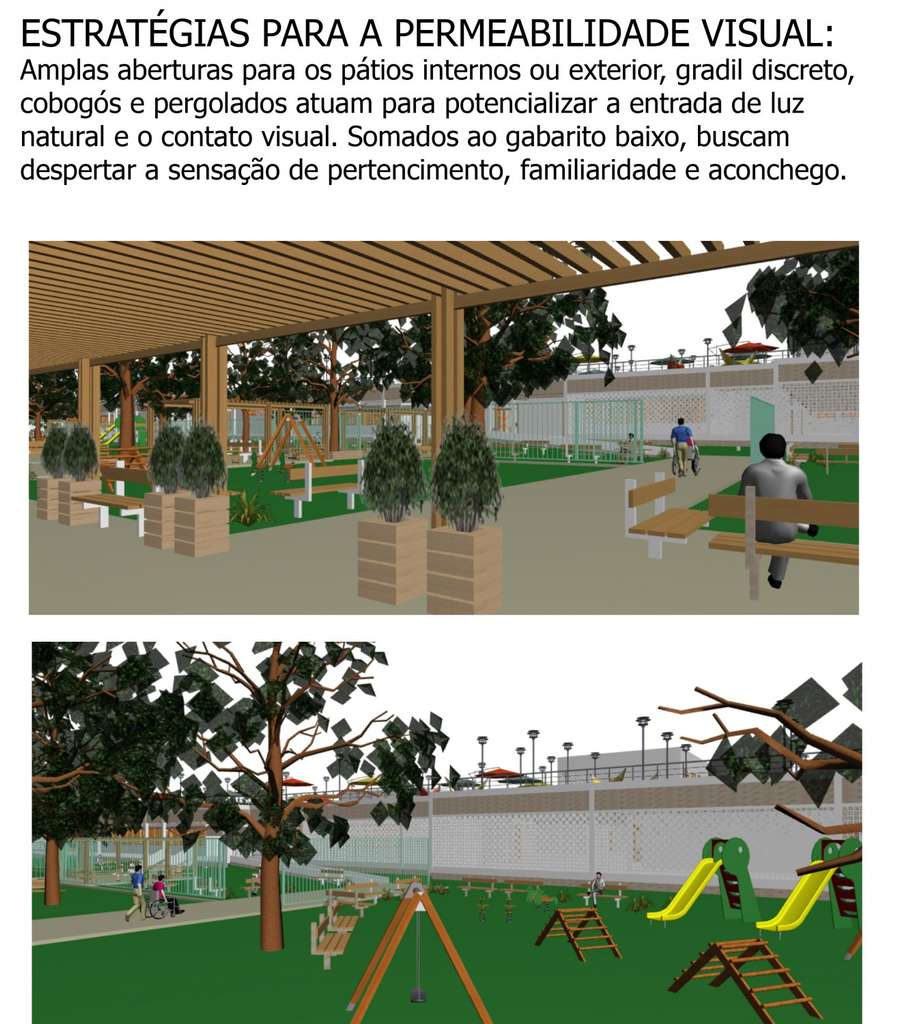 ESTRATÉGIAS PARA A PERMEABILIDADE VISUAL:
Amplas aberturas para os pátios internos ou exterior, gradil discreto,
cobogós e pergolados atuam para potencializar a entrada de luz
natural e o contato visual. Somados ao gabarito baixo, buscam
despertar a sensação de pertencimento, familiaridade e aconchego.